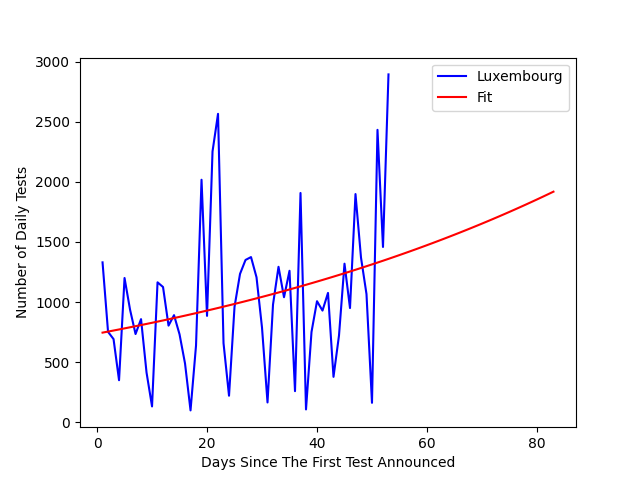 Luxembourg
Fit
3000
2500
2000
1500
1000
500
0
Number of Daily Tests
0 20 40 60 80
Days Since The First Test Announced